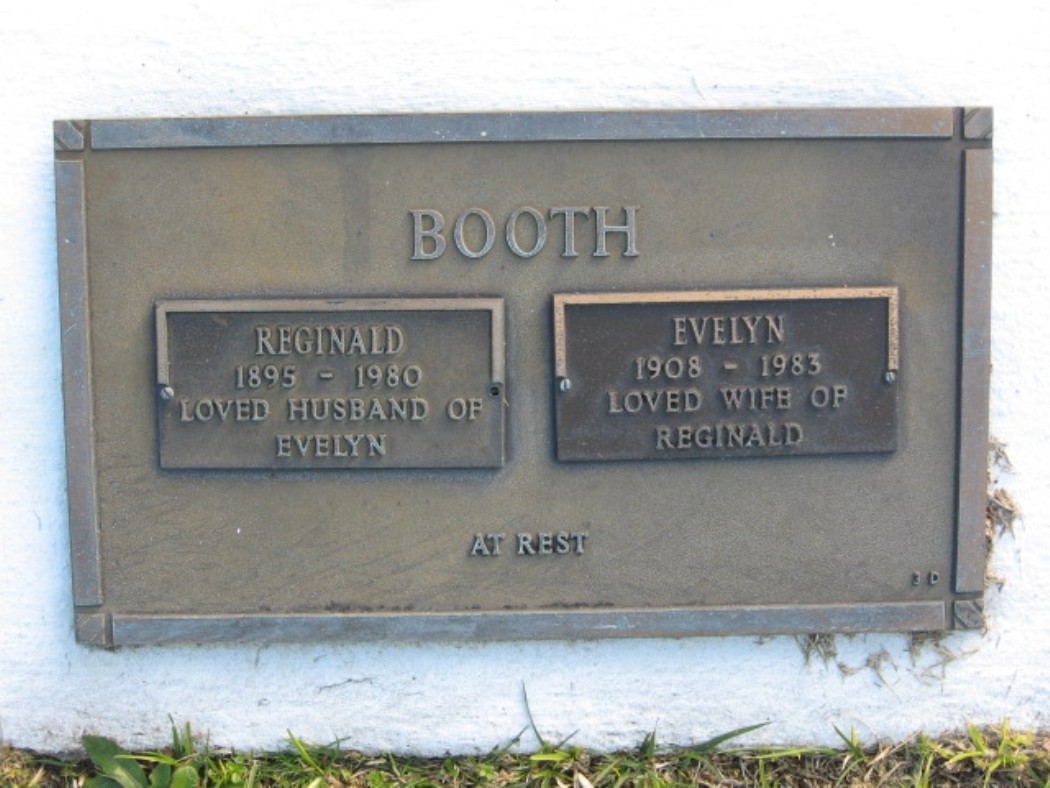 BOOTH
REGINALD
1895 - 1980
LOVED HUSBAND OF
EVELYN
EVELYN
1908 - 1983
LOVED WIFE OF
REGINALD
AT REST
3 D